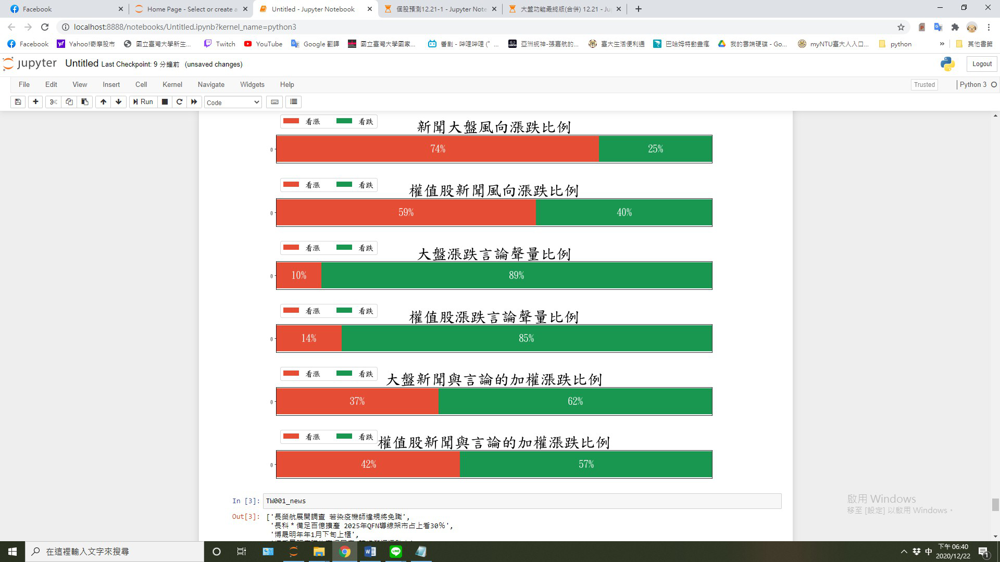 Facebook
Home Page - Select or create a
Untitled - Jupyter Notebook
個股預測12.21-1 - Jupyter Note
大盤功能最終版(合併) 12.21 - Ju
localhost:8888/notebooks/Untitled.ipynb?kernel_name=python3
Facebook
Yahoo!奇摩股市
國立臺灣大學新生...
Twitch
YouTube
Google 翻譯
國立臺灣大學國家...
番剧 - 哔哩哔哩 (゜...
亞洲統神-張嘉航的...
臺大生活便利通
巴哈姆特動畫瘋
我的雲端硬碟 - Go...
myNTU臺大人入口...
python
»
其他書籤
jupyter Untitled Last Checkpoint: 9 分鐘前 (unsaved changes)
Logout
File Edit View Insert Cell Kernel Navigate Widgets Help
Trusted
Python 3
Run
Code
看漲 看跌
新聞大盤風向漲跌比例
0 74% 25%
看漲 看跌
權值股新聞風向漲跌比例
0 59% 40%
看漲 看跌
大盤漲跌言論聲量比例
0 10% 89%
看漲 看跌
權值股漲跌言論聲量比例
0 14% 85%
看漲 看跌
大盤新聞與言論的加權漲跌比例
0 37% 62%
看漲 看跌
權值股新聞與言論的加權漲跌比例
0 42% 57%
In [3]: TW001_news
Out[3]: ['長榮航展開調查 若染疫機師違規將免職',
'長科＊備足百億擴產 2025年QFN導線架市占上看30％',
'博晟明年年1月下旬上櫃',
啟用 Windows
移至 [設定] 以啟用 Windows。
在這裡輸入文字來搜尋
中
下午 06:40
2020/12/22
1